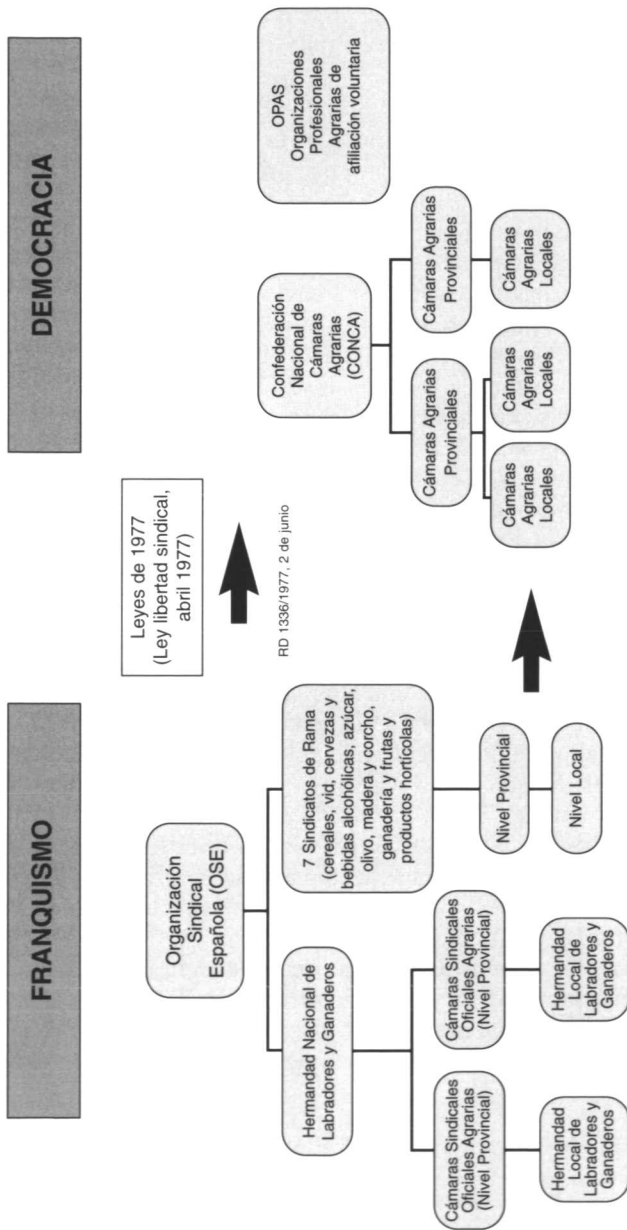 FRANQUISMO
Organización
Sindical
Española (OSE)
Hermandad Nacional de
Labradores y Ganaderos
7 Sindicatos de Rama
(cereales, vid, cervezas y
bebidas alcohólicas, azúcar,
olivo, madera y corcho,
ganadería y frutas y
productos hortícolas)
Cámaras Sindicales
Oficiales Agrarias
(Nivel Provincial)
Cámaras Sindicales
Oficiales Agrarias
(Nivel Provincial)
Nivel Provincial
Hermandad
Local de
Labradores y
Ganaderos
Hermandad
Local de
Labradores y
Ganaderos
Nivel Local
Leyes de 1977
(Ley libertad sindical,
abril 1977)
RD 1336/1977, 2 de junio
DEMOCRACIA
Confederación
Nacional de
Cámaras
Agrarias
(CONCA)
OPAS
Organizaciones
Profesionales
Agrarias de
afiliación voluntaria
Cámaras Agrarias
Provinciales
Cámaras Agrarias
Provinciales
Cámaras
Agrarias
Locales
Cámaras
Agrarias
Locales
Cámaras
Agrarias
Locales